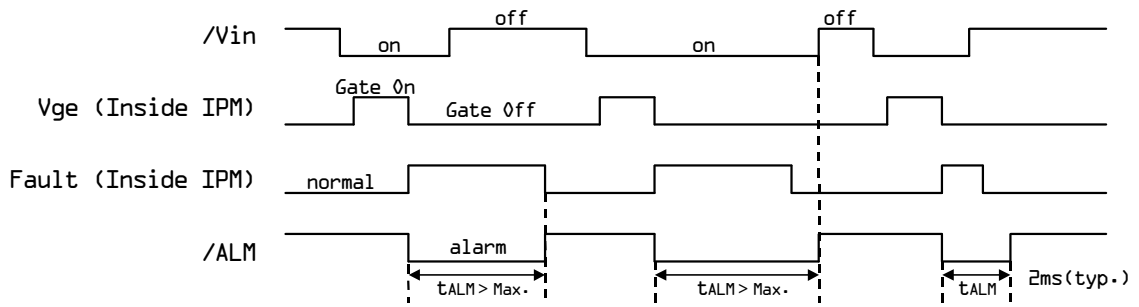 /Vin
off
off
on
on
Gate On
Vge (Inside IPM)
Gate Off
Fault (Inside IPM)
normal
/ALM
alarm
tALM > Max.
tALM > Max.
tALM
2ms(typ.)